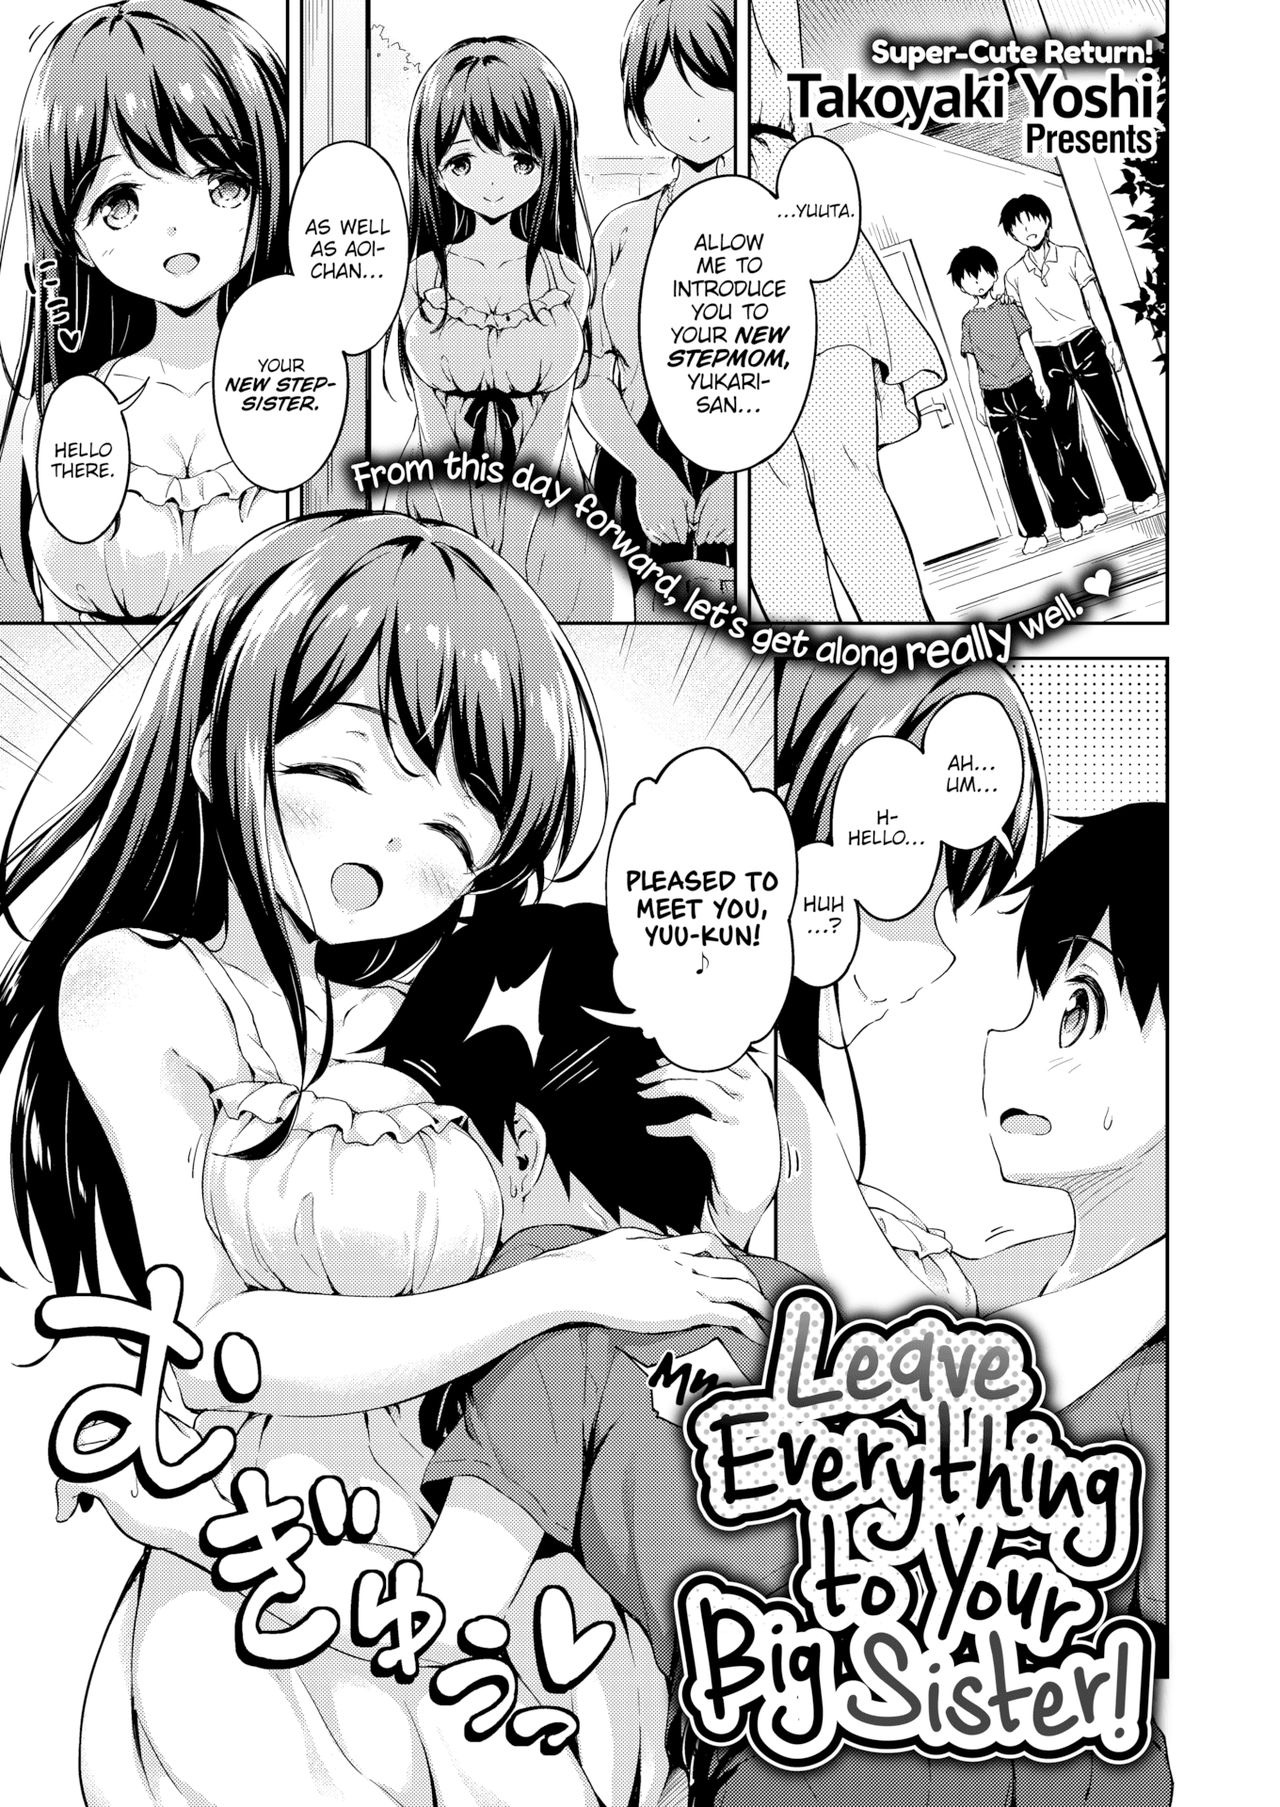 Super-Cute Return!
Takoyaki Yoshi
Presents
...YUUTA.
ALLOW
ME TO
INTRODUCE
YOU TO
YOUR NEW
STEPMOM,
YUKARI-
SAN...
AS WELL
AS AOI-
CHAN...
YOUR
NEW STEP-
SISTER.
にこ♡
HELLO
THERE.
From this day forward, let's get along really well. ♥
AH...
UM...
H-
HELLO...
HUH
...?
PLEASED TO
MEET YOU,
YUU-KUN!
♪
むぎゅうっ♡
Leave
Everything
to Your
Big Sister!